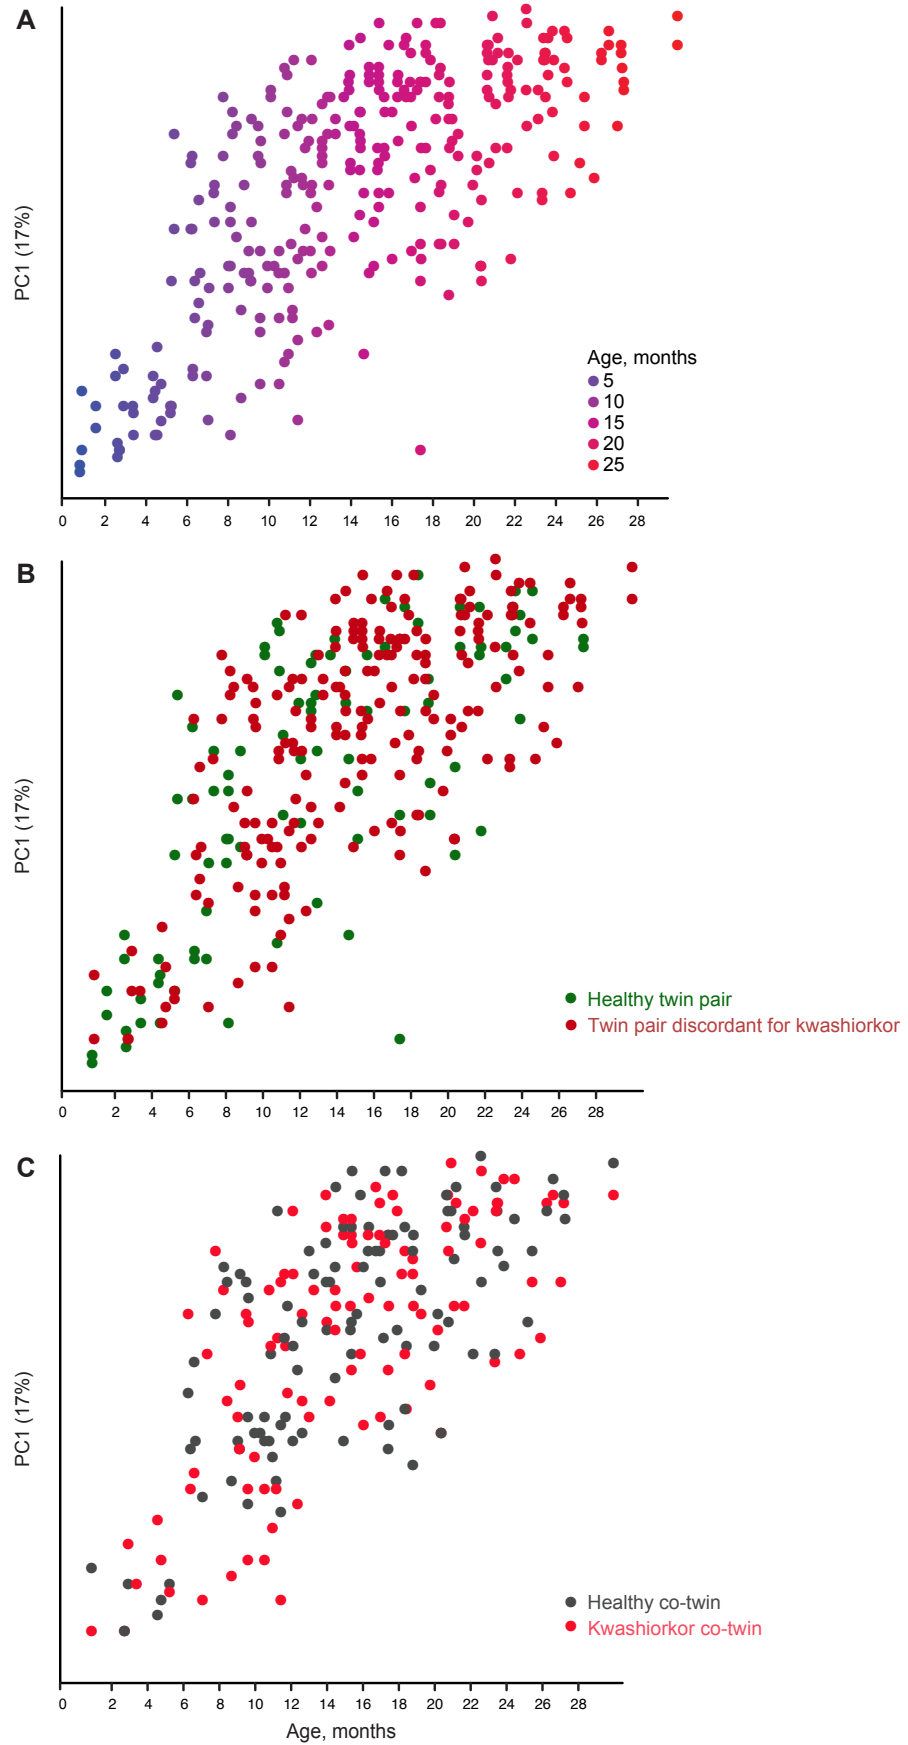 A
PC1 (17%)
Age, months
5
10
15
20
25
0 2 4 6 8 10 12 14 16 18 20 22 24 26 28
B
PC1 (17%)
Healthy twin pair
Twin pair discordant for kwashiorkor
0 2 4 6 8 10 12 14 16 18 20 22 24 26 28
C
PC1 (17%)
Healthy co-twin
Kwashiorkor co-twin
0 2 4 6 8 10 12 14 16 18 20 22 24 26 28
Age, months